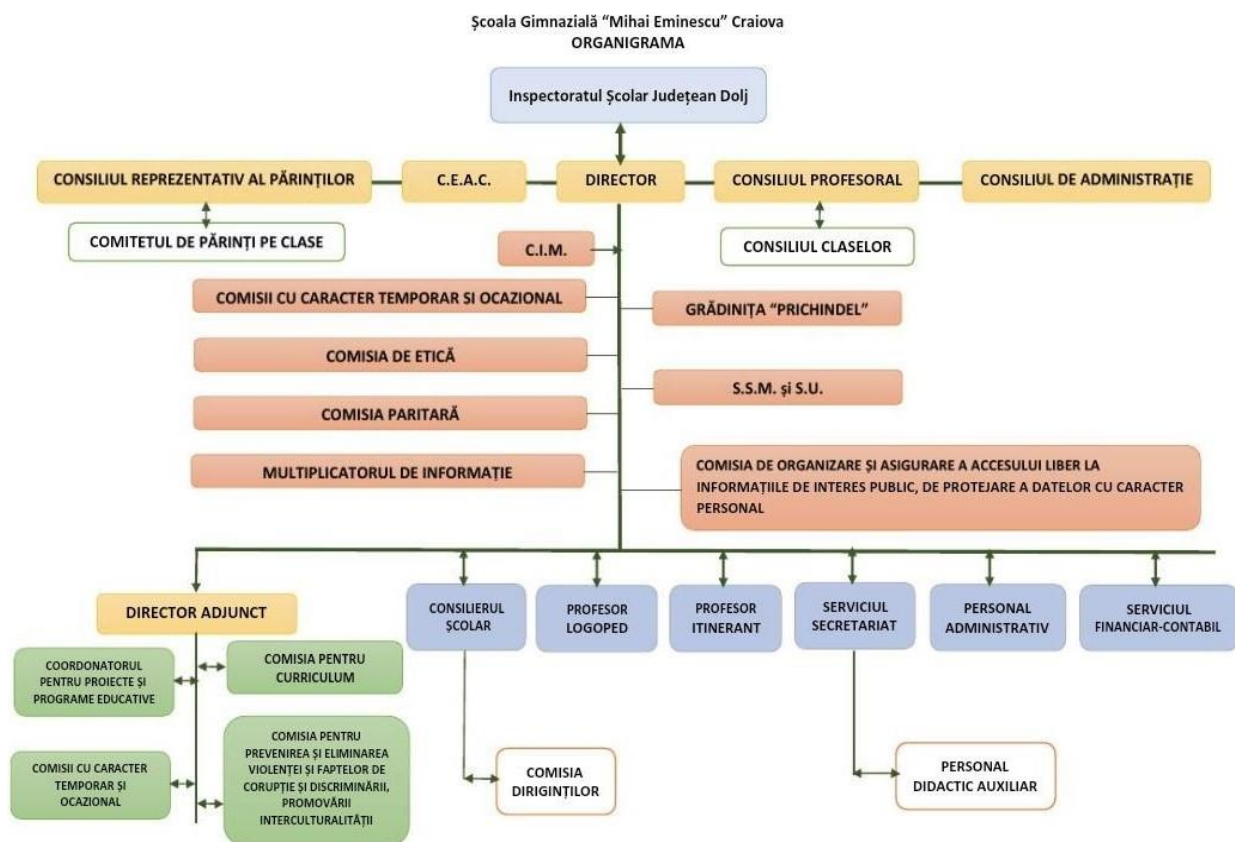 Școala Gimnazială “Mihai Eminescu” Craiova
ORGANIGRAMA
Inspectoratul Școlar Județean Dolj
CONSILIUL REPREZENTATIV AL PĂRINȚILOR
C.E.A.C.
DIRECTOR
CONSILIUL PROFESORAL
CONSILIUL DE ADMINISTRAȚIE
COMITETUL DE PĂRINȚI PE CLASE
CONSILIUL CLASELOR
C.I.M.
COMISII CU CARACTER TEMPORAR SI OCAZIONAL
GRĂDINIȚA “PRICHINDEL”
COMISIA DE ETICĂ
S.S.M. și S.U.
COMISIA PARITARĂ
MULTIPLICATORUL DE INFORMAȚIE
COMISIA DE ORGANIZARE ȘI ASIGURARE A ACCESULUI LIBER LA
INFORMAȚIILE DE INTERES PUBLIC, DE PROTEJARE A DATELOR CU CARACTER
PERSONAL
DIRECTOR ADJUNCT
CONSILIERUL
ȘCOLAR
PROFESOR
LOGOPED
PROFESOR
ITINERANT
SERVICIUL
SECRETARIAT
PERSONAL
ADMINISTRATIV
SERVICIUL
FINANCIAR-CONTABIL
COORDONATORUL
PENTRU PROIECTE ȘI
PROGRAME EDUCATIVE
COMISIA PENTRU
CURRICULUM
COMISII CU CARACTER
TEMPORAR ȘI
OCAZIONAL
COMISIA PENTRU
PREVENIREA ȘI ELIMINAREA
VIOLENȚEI ȘI FAPTELOR DE
CORUPȚIE ȘI DISCRIMINĂRII,
PROMOVĂRII
INTERCULTURALITĂȚII
COMISIA
DIRIGINȚILOR
PERSONAL
DIDACTIC AUXILIAR